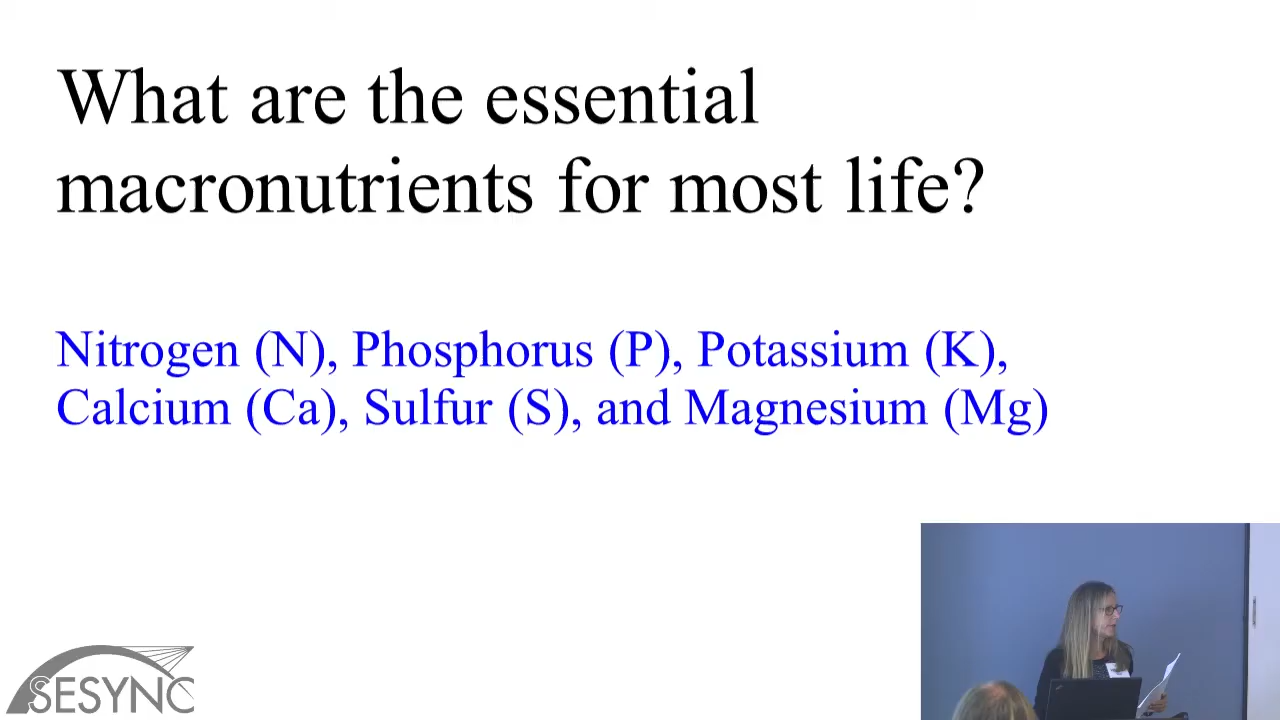 What are the essential
macronutrients for most life?
Nitrogen (N), Phosphorus (P), Potassium (K),
Calcium (Ca), Sulfur (S), and Magnesium (Mg)
SESYNC